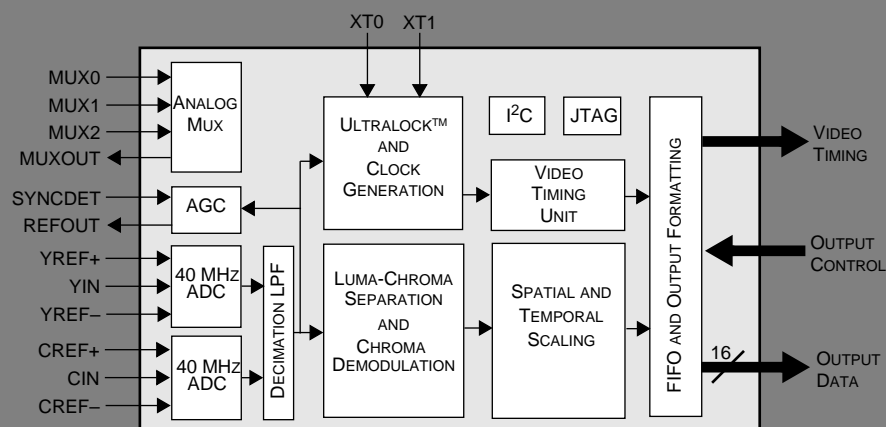 XT0 XT1
MUX0
MUX1
MUX2
MUXOUT
ANALOG
MUX
SYNCDET
REFOUT
AGC
YREF+
YIN
YREF–
40 MHz
ADC
CREF+
CIN
CREF–
40 MHz
ADC
DECIMATION LPF
ULTRALOCK™
AND
CLOCK
GENERATION
LUMA-CHROMA
SEPARATION
AND
CHROMA
DEMODULATION
I²C
JTAG
VIDEO
TIMING
UNIT
SPATIAL AND
TEMPORAL
SCALING
FIFO AND OUTPUT FORMATTING
VIDEO
TIMING
OUTPUT
CONTROL
16
OUTPUT
DATA